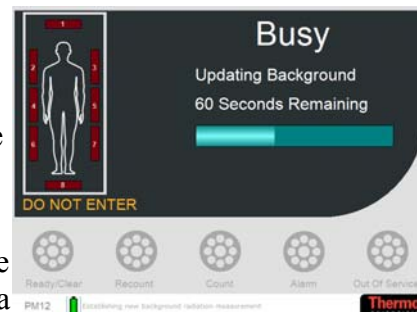 1
Busy
2
3
Updating Background
4
5
60 Seconds Remaining
6
7
8
DO NOT ENTER
e
e
a
Ready/Clear
Recount
Count
Alarm
Out Of Service
PM12
Establishing new background radiation measurement
Thermo